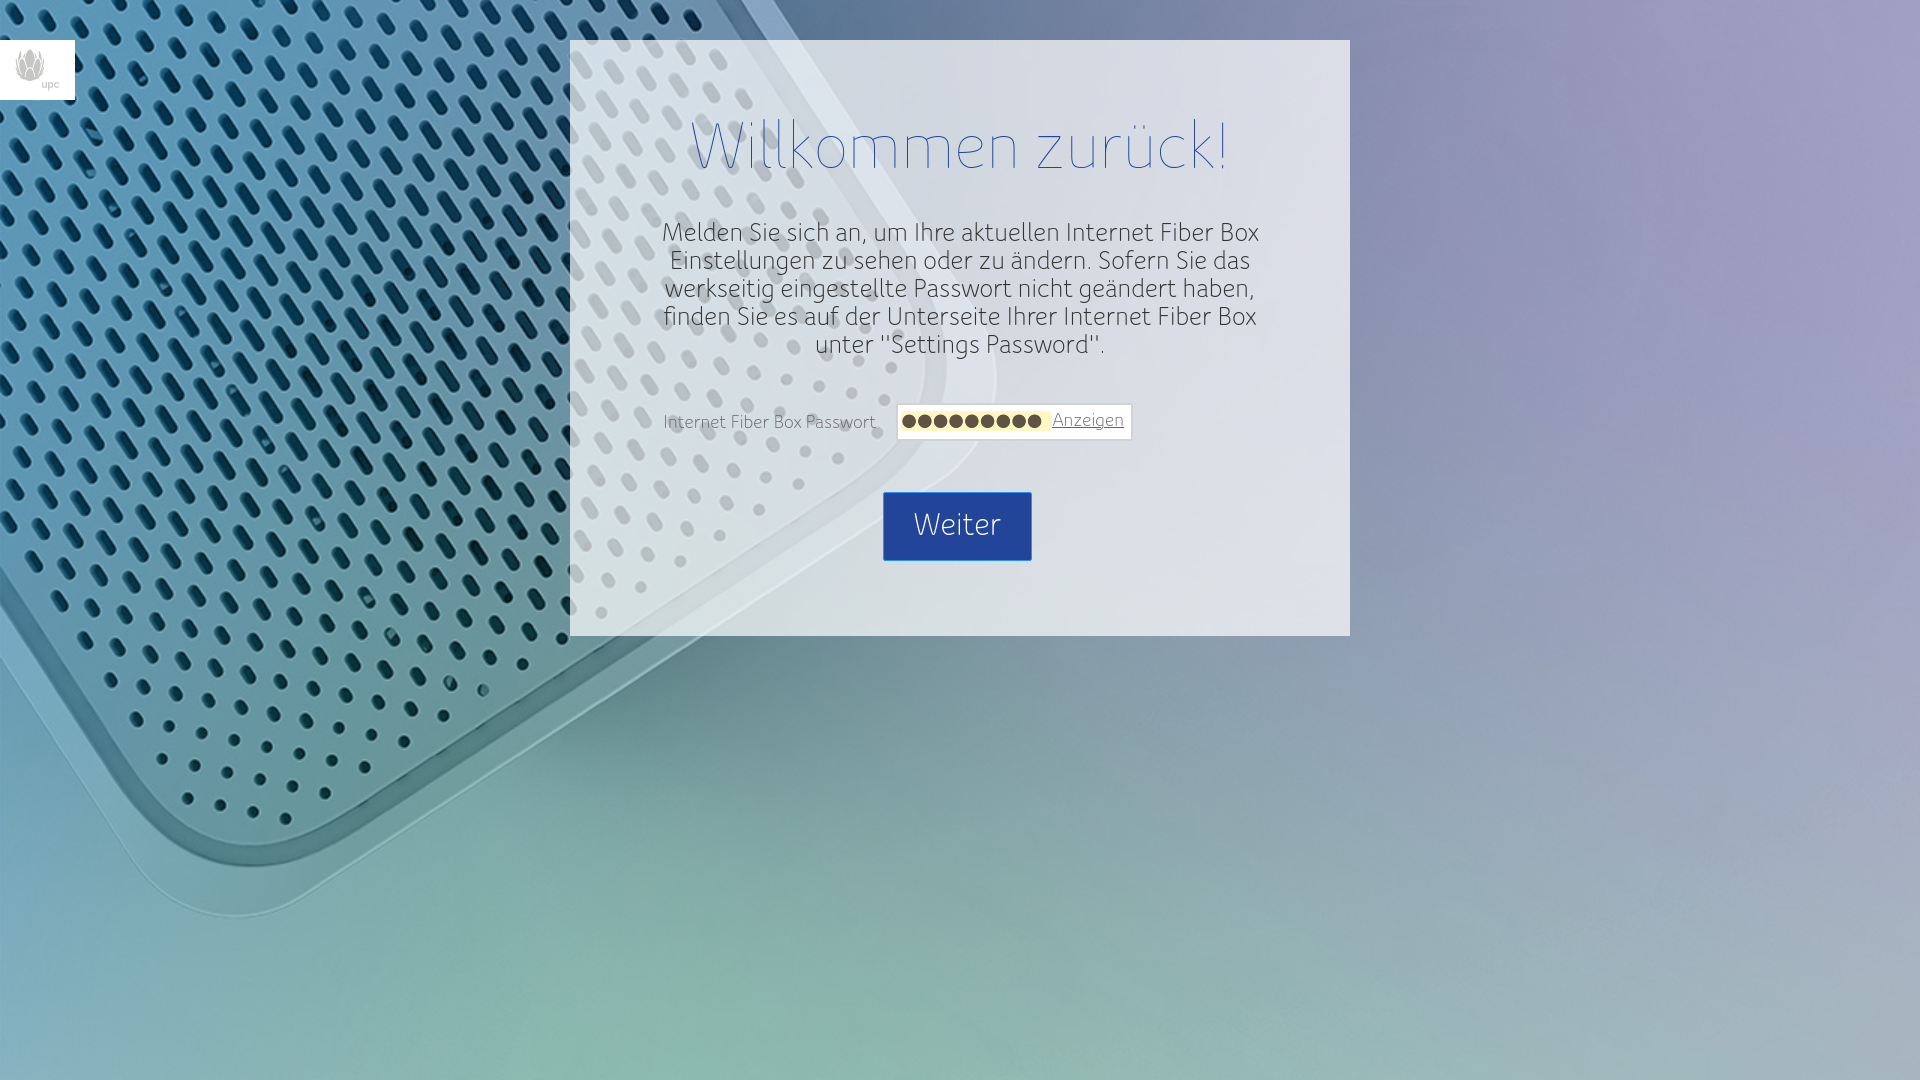 upc
Willkommen zurück!
Melden Sie sich an, um Ihre aktuellen Internet Fiber Box
Einstellungen zu sehen oder zu ändern. Sofern Sie das
werkseitig eingestellte Passwort nicht geändert haben,
finden Sie es auf der Unterseite Ihrer Internet Fiber Box
unter "Settings Password".
Internet Fiber Box Passwort ●●●●●●●●● Anzeigen
Weiter